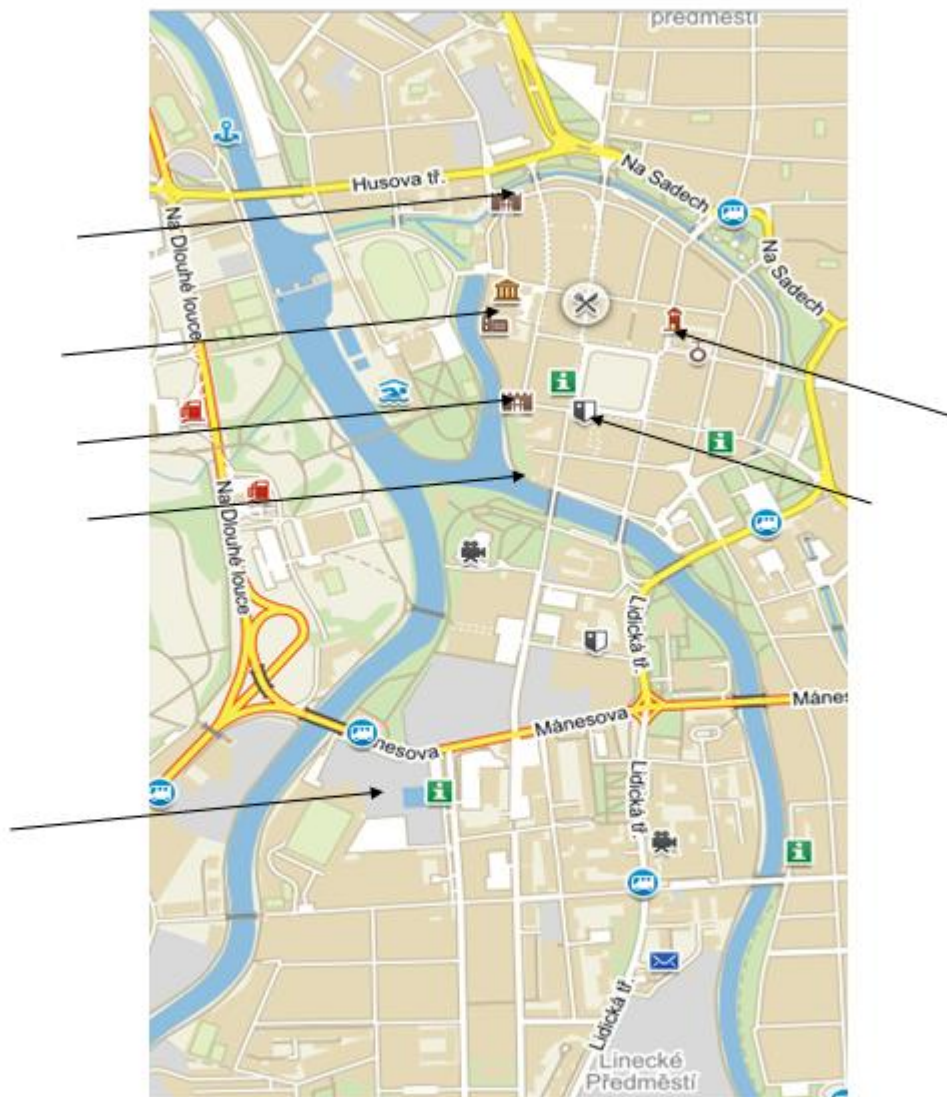 předměstí
Husova tř.
Na Sadech
Na Sadech
Na Dlouhé louce
Na Dlouhé louce
Lidická tř.
Mánesova
Mánes
nesova
Lidická tř.
Lidická tř.
Linecké
Předměstí